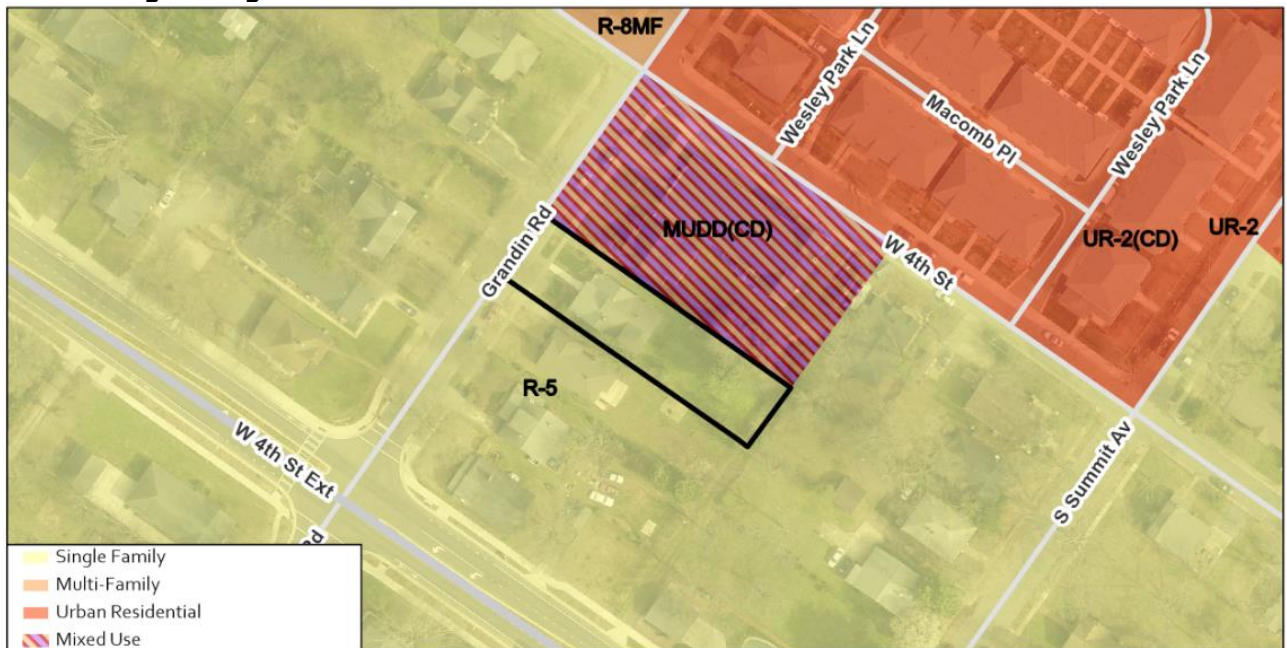 R-8MF
Wesley Park Ln
Macomb Pl
Wesley Park Ln
MUDD(CD)
UR-2(CD)
UR-2
Grandin Rd
W 4th St
R-5
W 4th St Ext
S Summit Av
Single Family
Multi-Family
Urban Residential
Mixed Use